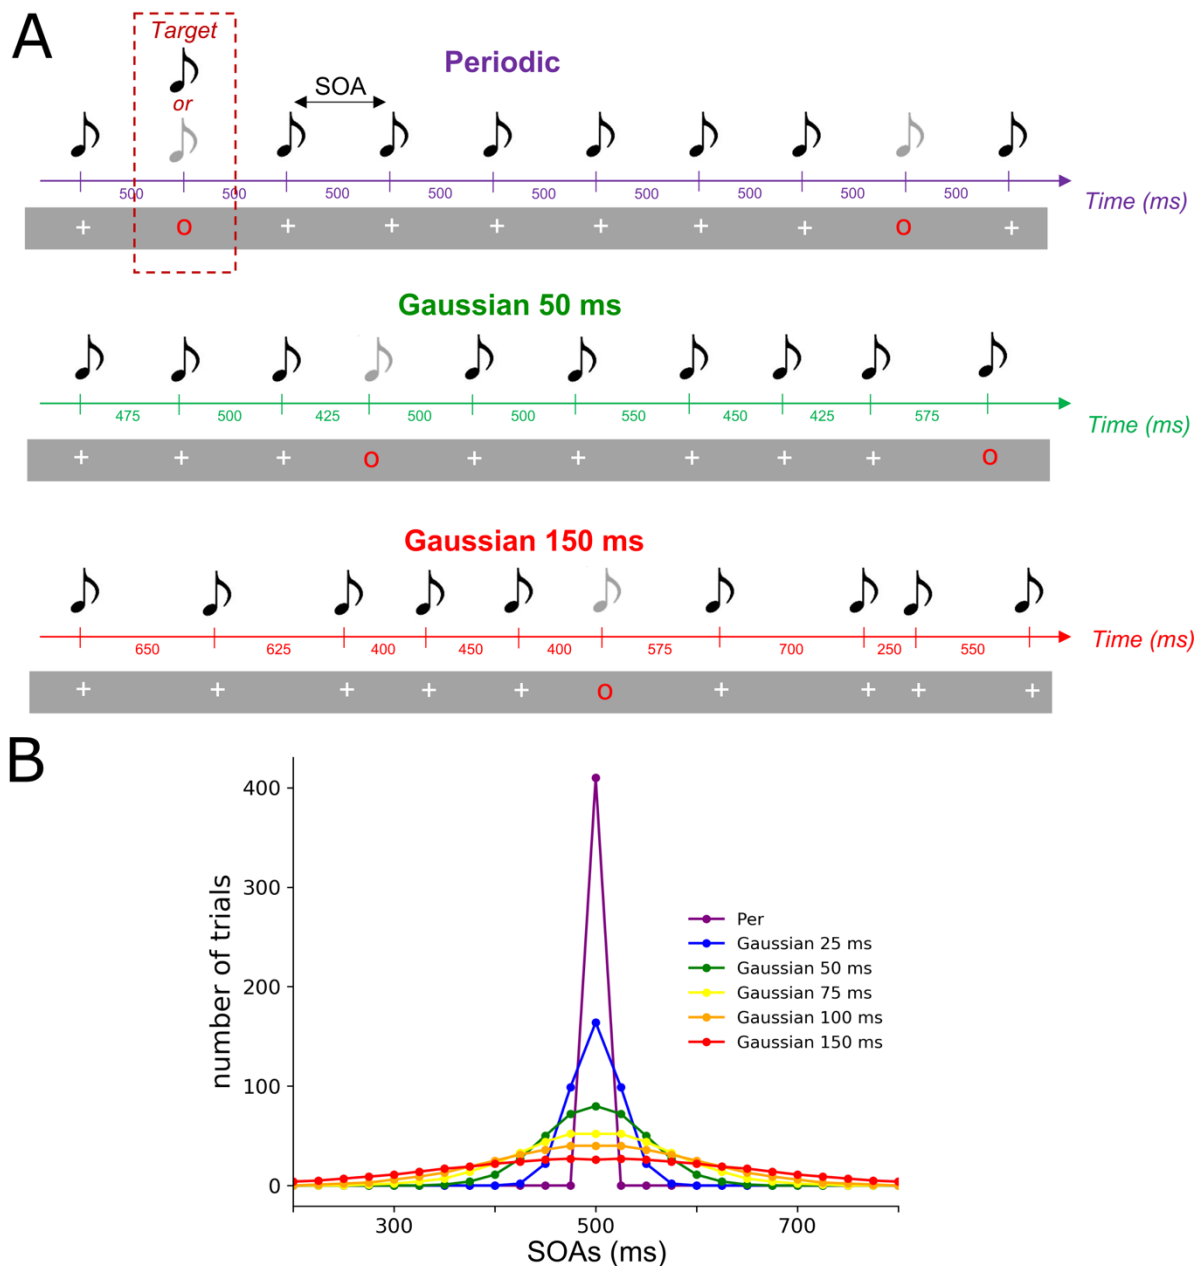 A
Target
or
Periodic
SOA
500 500 500 500 500 500 500 500 500
Time (ms)
+ o + + + + + + o +
Gaussian 50 ms
475 500 425 500 500 550 450 425 575
Time (ms)
+ + + o + + + + + o
Gaussian 150 ms
650 625 400 450 400 575 700 250 550
Time (ms)
+ + + + + o + + + +
B
number of trials
400
300
200
100
0
Per
Gaussian 25 ms
Gaussian 50 ms
Gaussian 75 ms
Gaussian 100 ms
Gaussian 150 ms
300 500 700
SOAs (ms)